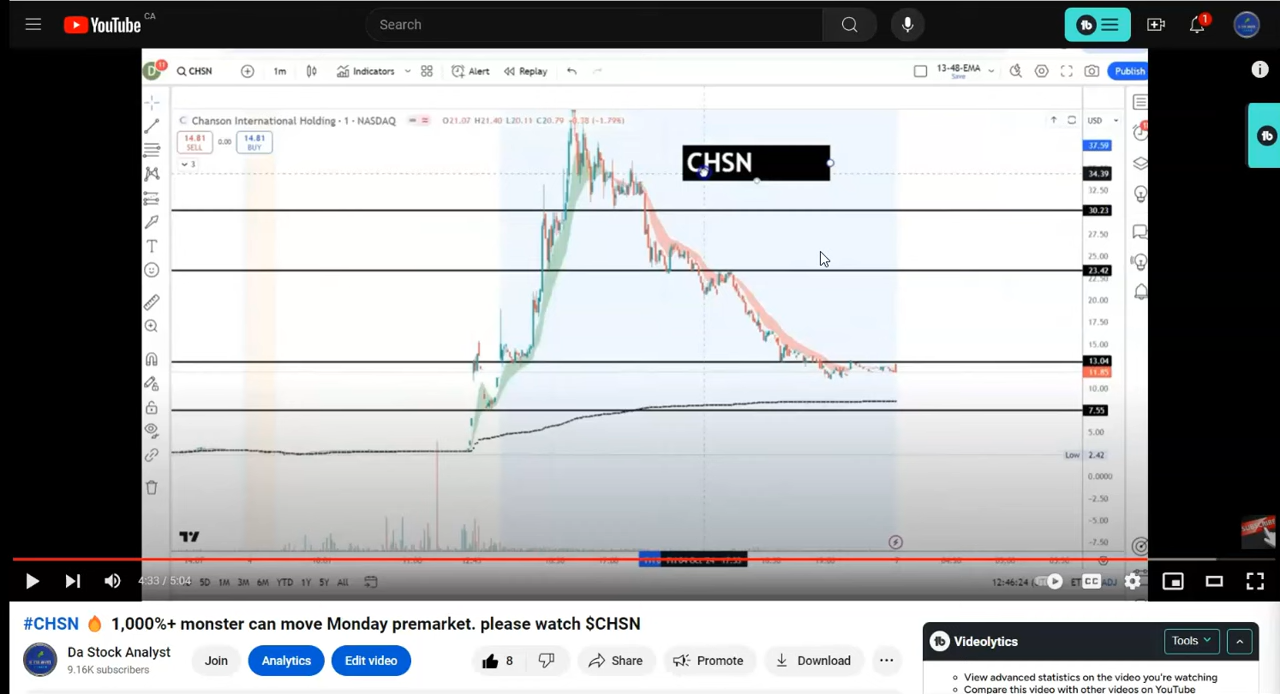 YouTube CA
Search
1
D 11 CHSN 1m Indicators Alert Replay 13-48-EMA Save Publish
Chanson International Holding · 1 · NASDAQ O21.07 H21.40 L20.11 C20.79
14.81 SELL 0.00 14.81 BUY
3
USD
37.59
CHSN
34.39
32.50
30.23
27.50
25.00
23.42
22.50
20.00
17.50
15.00
13.04
11.85
10.00
7.55
5.00
Low 2.42
0.0000
-2.50
-5.00
-7.50
SUBSCRIBE
4:33 / 5:04 5D 1M 3M 6M YTD 1Y 5Y All 12:46:24 ET CC ADJ
#CHSN 🔥 1,000%+ monster can move Monday premarket. please watch $CHSN
Da Stock Analyst
9.16K subscribers
Join Analytics Edit video 8 Share Promote Download ...
Videolytics Tools
View advanced statistics on the video you're watching
Compare this video with other videos on YouTube